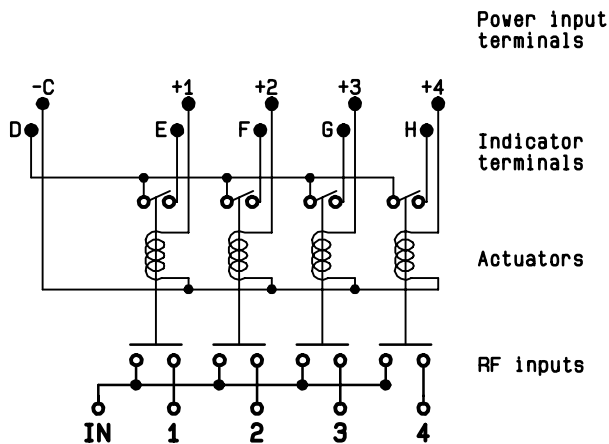 Power input
terminals
-C +1 +2 +3 +4
D E F G H
Indicator
terminals
Actuators
RF inputs
IN 1 2 3 4